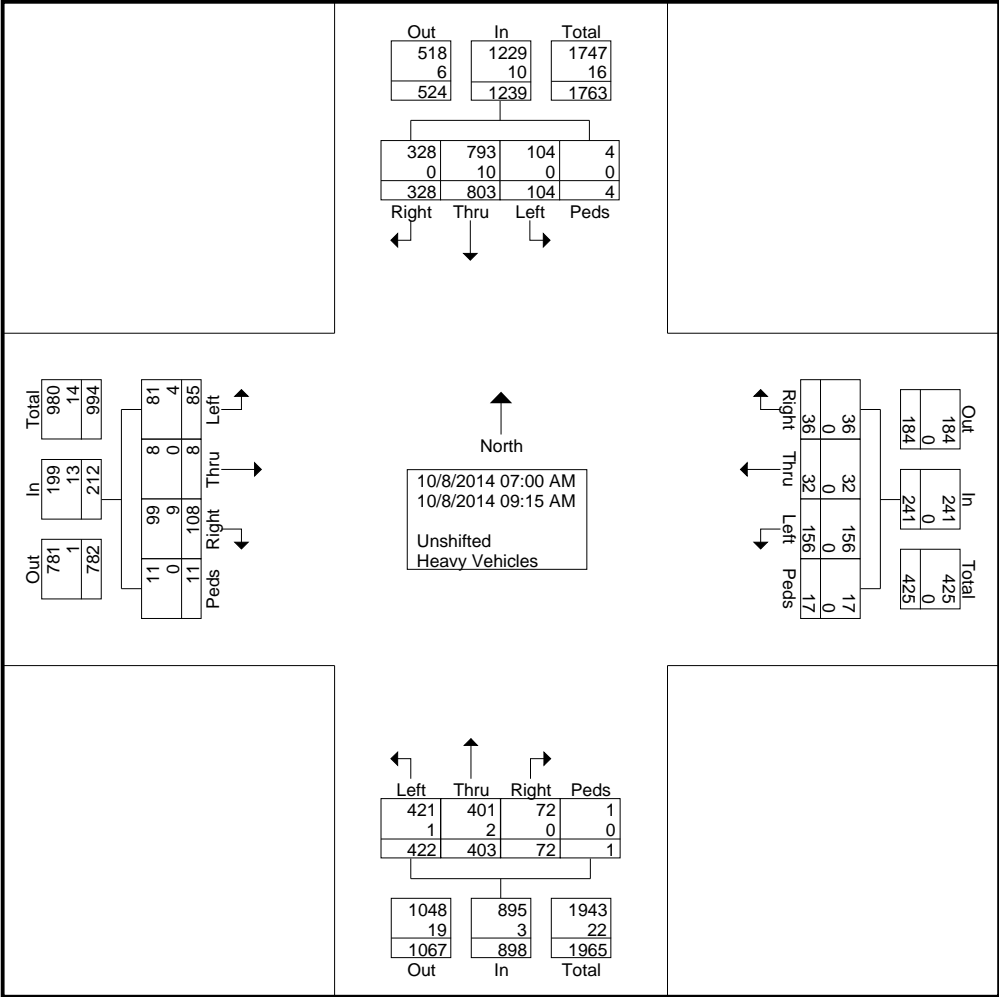 Out In Total
518 1229 1747
6 10 16
524 1239 1763
328 793 104 4
0 10 0 0
328 803 104 4
Right Thru Left Peds
Total
980
14
994
In
199
13
212
Out
781
1
782
81 8 99 11
4 0 9 0
85 8 108 11
Left Thru Right Peds
North
10/8/2014 07:00 AM
10/8/2014 09:15 AM
Unshifted
Heavy Vehicles
Right Thru Left Peds
36 32 156 17
0 0 0 0
36 32 156 17
Out
184
0
184
In
241
0
241
Total
425
0
425
Left Thru Right Peds
421 401 72 1
1 2 0 0
422 403 72 1
1048 895 1943
19 3 22
1067 898 1965
Out In Total